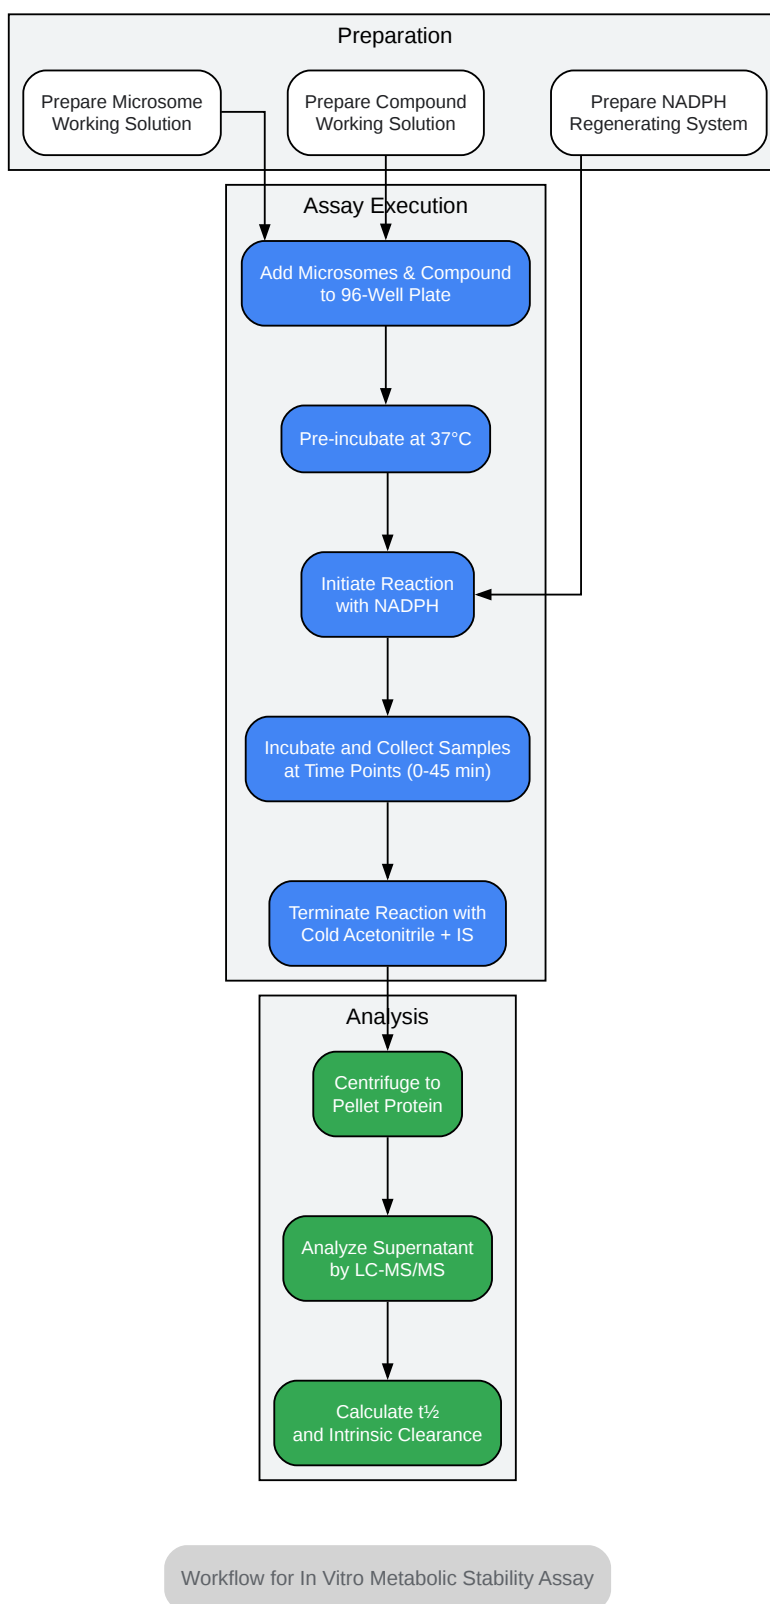 Preparation
Prepare Microsome
Working Solution
Prepare Compound
Working Solution
Prepare NADPH
Regenerating System
Assay Execution
Add Microsomes & Compound
to 96-Well Plate
Pre-incubate at 37°C
Initiate Reaction
with NADPH
Incubate and Collect Samples
at Time Points (0-45 min)
Terminate Reaction with
Cold Acetonitrile + IS
Analysis
Centrifuge to
Pellet Protein
Analyze Supernatant
by LC-MS/MS
Calculate t½
and Intrinsic Clearance
Workflow for In Vitro Metabolic Stability Assay